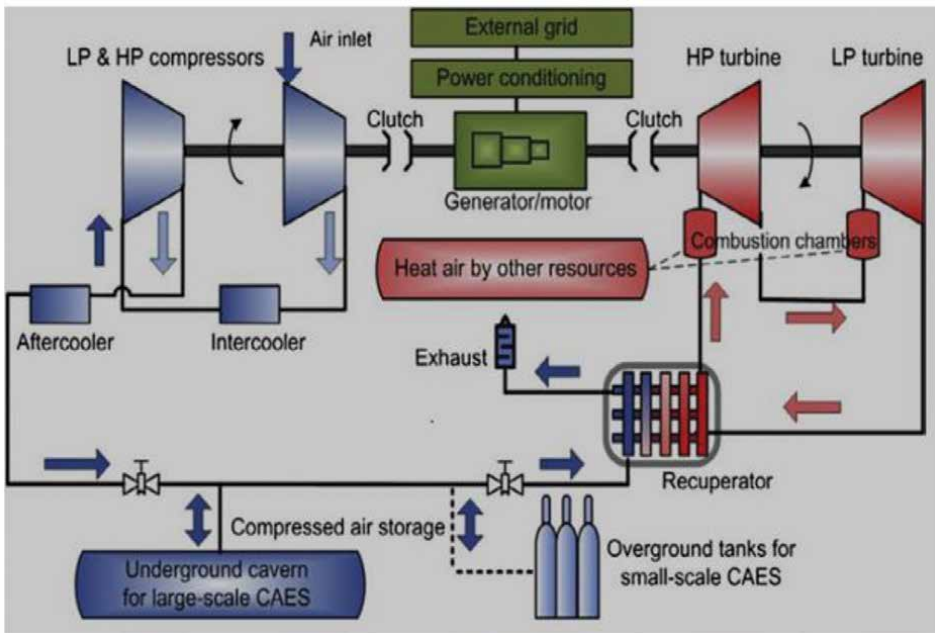 External grid
Air inlet
LP & HP compressors
HP turbine
LP turbine
Power conditioning
Clutch
Clutch
Generator/motor
Combustion chambers
Heat air by other resources
Aftercooler
Intercooler
Exhaust
Recuperator
Compressed air storage
Underground cavern
for large-scale CAES
Overground tanks for
small-scale CAES